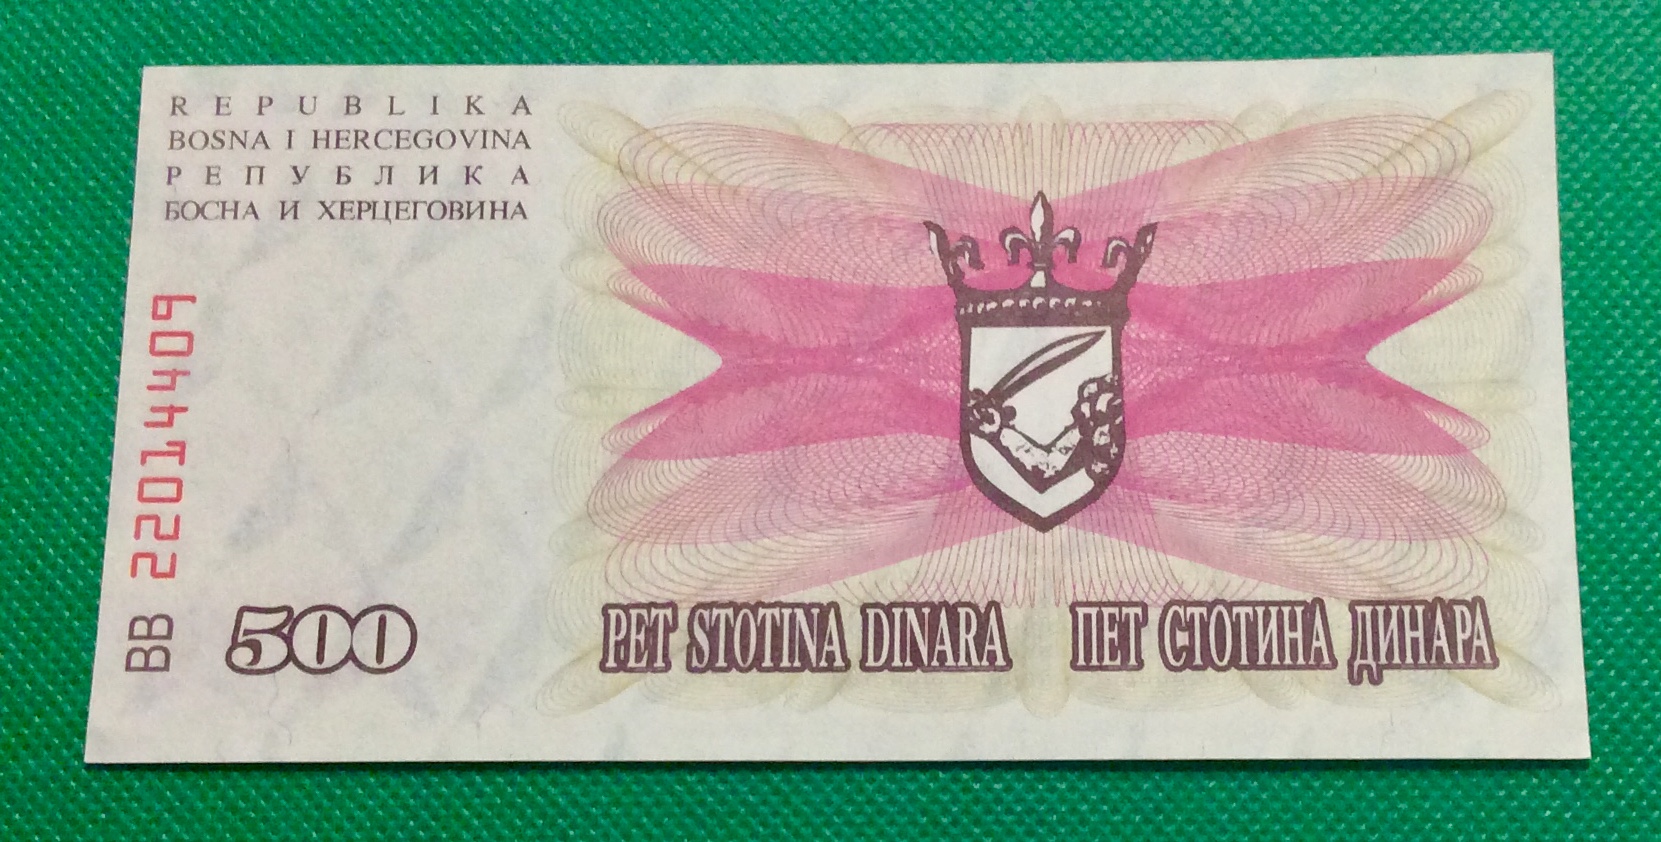 REPUBLIKA
BOSNA I HERCEGOVINA
РЕПУБЛИКА
БОСНА И ХЕРЦЕГОВИНА
BB 22014409
500
PET STOTINA DINARA ПЕТ СТОТИНА ДИНАРА